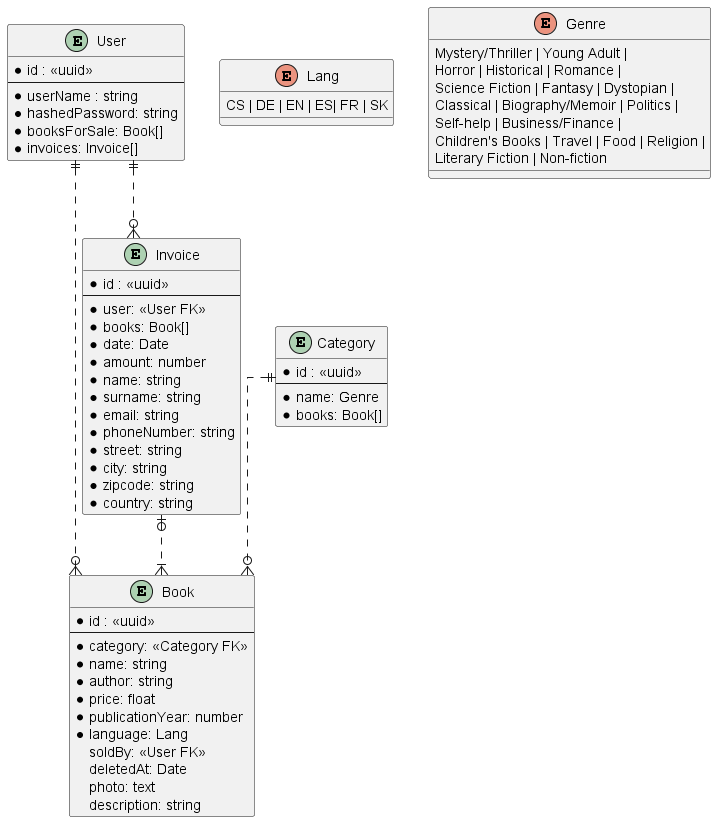 E User
id : «uuid»
userName : string
hashedPassword: string
booksForSale: Book[]
invoices: Invoice[]
E Lang
CS | DE | EN | ES| FR | SK
E Genre
Mystery/Thriller | Young Adult |
Horror | Historical | Romance |
Science Fiction | Fantasy | Dystopian |
Classical | Biography/Memoir | Politics |
Self-help | Business/Finance |
Children's Books | Travel | Food | Religion |
Literary Fiction | Non-fiction
E Invoice
id : «uuid»
user: «User FK»
books: Book[]
date: Date
amount: number
name: string
surname: string
email: string
phoneNumber: string
street: string
city: string
zipcode: string
country: string
E Category
id : «uuid»
name: Genre
books: Book[]
E Book
id : «uuid»
category: «Category FK»
name: string
author: string
price: float
publicationYear: number
language: Lang
soldBy: «User FK»
deletedAt: Date
photo: text
description: string